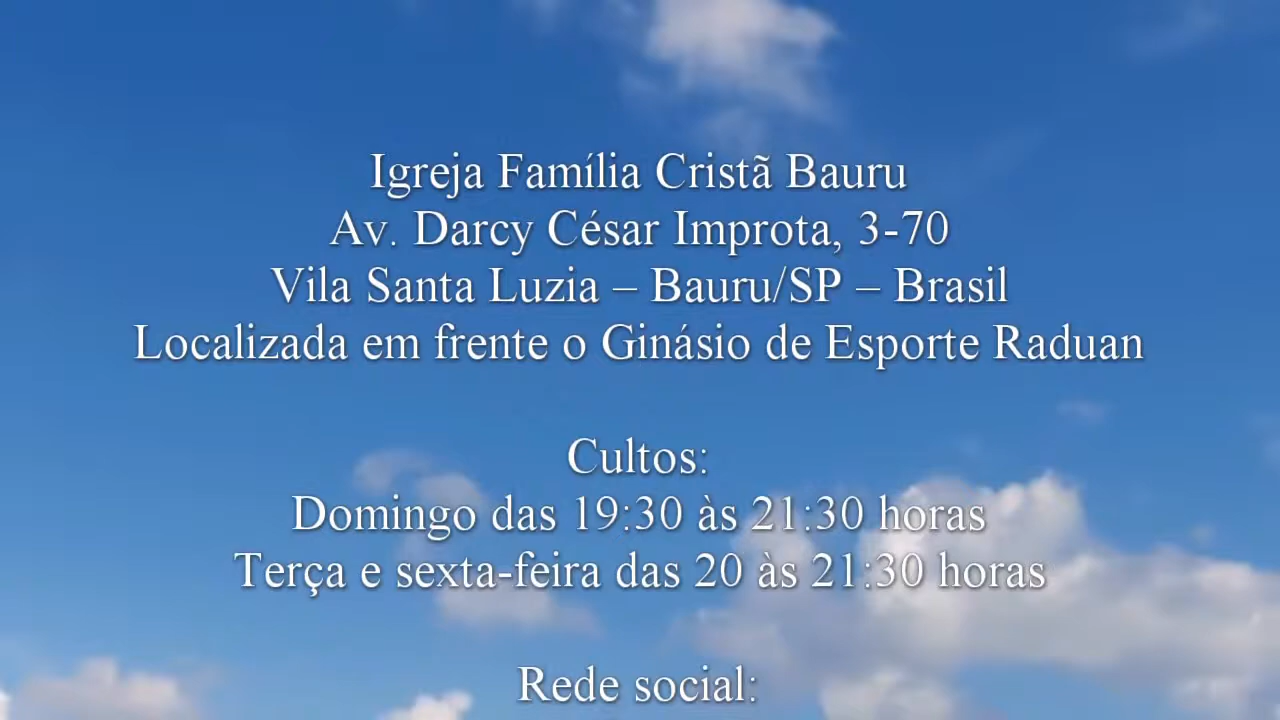 Igreja Família Cristã Bauru
Av. Darcy César Improta, 3-70
Vila Santa Luzia – Bauru/SP – Brasil
Localizada em frente o Ginásio de Esporte Raduan
Cultos:
Domingo das 19:30 às 21:30 horas
Terça e sexta-feira das 20 às 21:30 horas
Rede social: